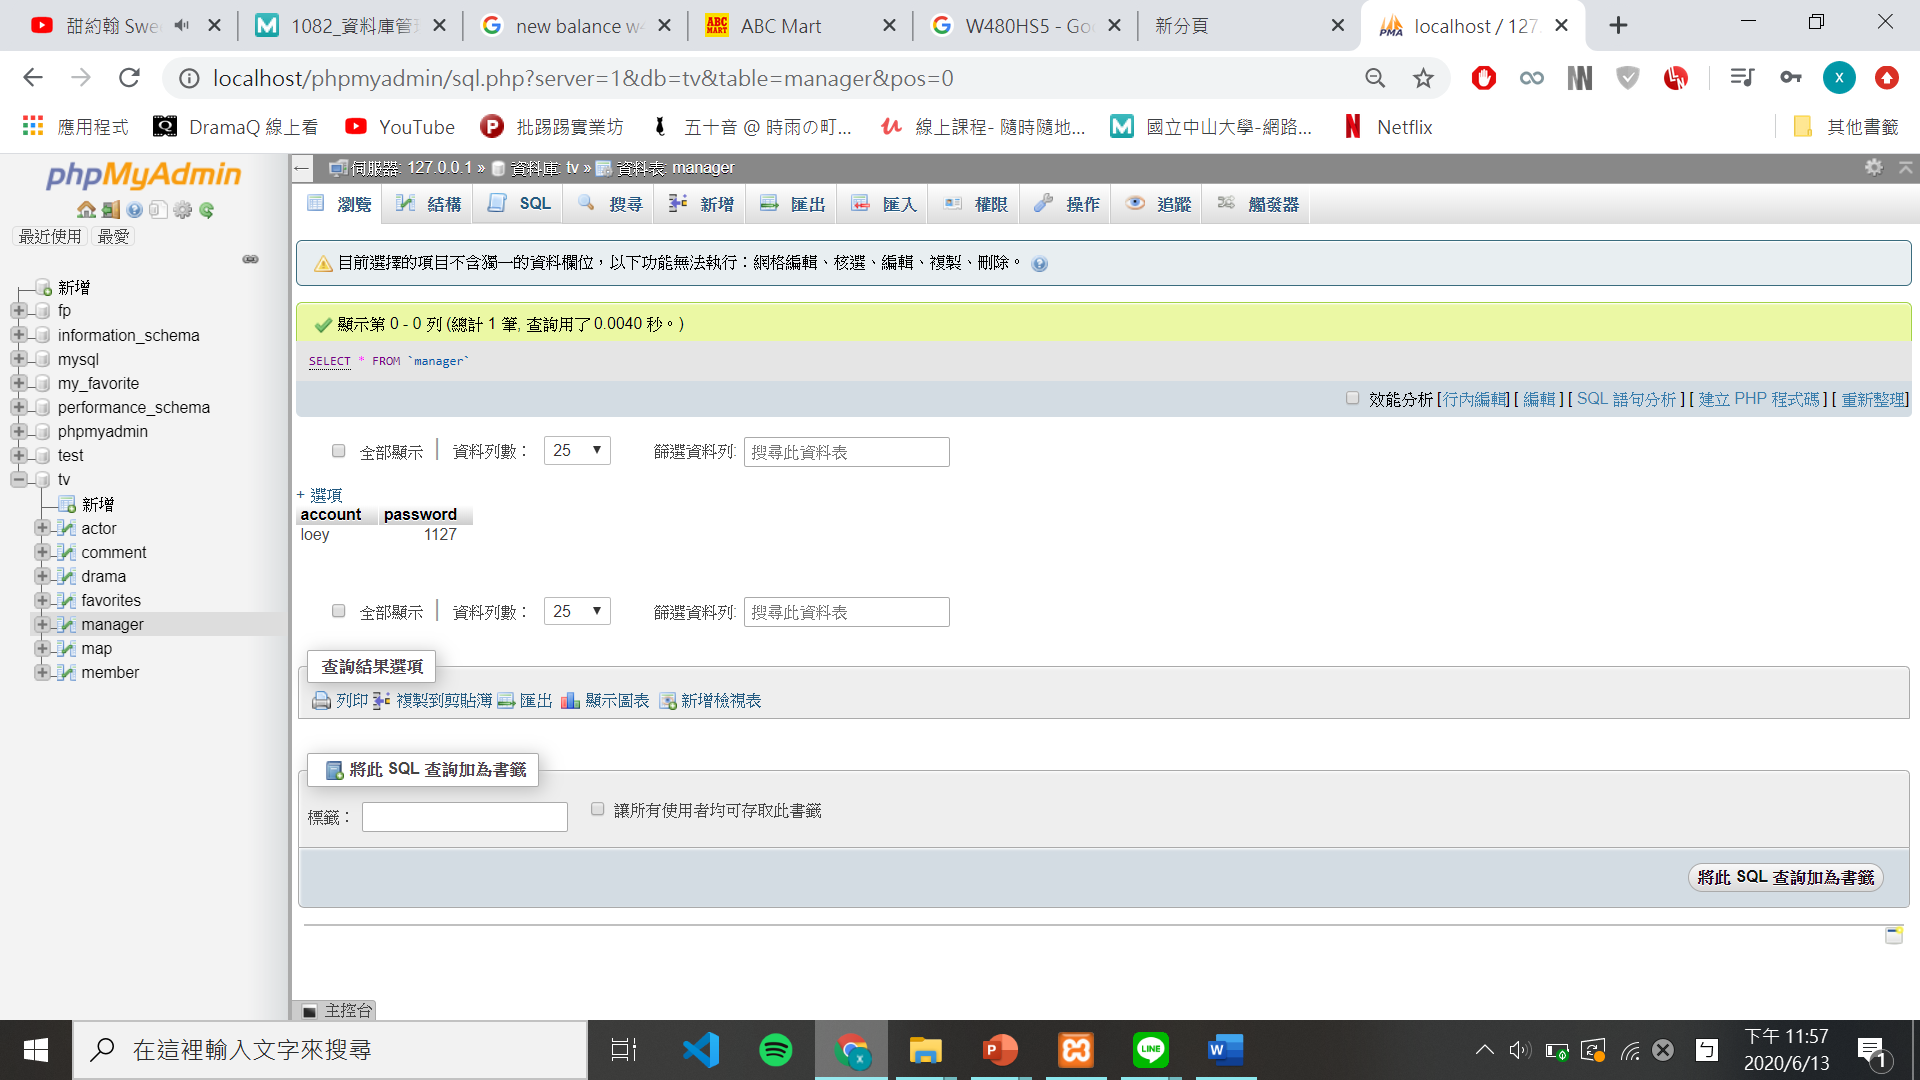 甜約翰 Swe
1082_資料庫管
new balance w4
ABC MART
ABC Mart
W480HS5 - Go
新分頁
PMA
localhost / 127.
localhost/phpmyadmin/sql.php?server=1&db=tv&table=manager&pos=0
應用程式
DramaQ 線上看
YouTube
批踢踢實業坊
五十音 @ 時雨の町...
線上課程- 隨時隨地...
國立中山大學-網路...
Netflix
其他書籤
phpMyAdmin
最近使用 最愛
新增
fp
information_schema
mysql
my_favorite
performance_schema
phpmyadmin
test
tv
新增
actor
comment
drama
favorites
manager
map
member
伺服器: 127.0.0.1 » 資料庫: tv » 資料表: manager
瀏覽 結構 SQL 搜尋 新增 匯出 匯入 權限 操作 追蹤 觸發器
目前選擇的項目不含獨一的資料欄位，以下功能無法執行：網格編輯、核選、編輯、複製、刪除。
顯示第 0 - 0 列 (總計 1 筆, 查詢用了 0.0040 秒。)
SELECT * FROM `manager`
效能分析 [行內編輯] [ 編輯 ] [ SQL 語句分析 ] [ 建立 PHP 程式碼 ] [ 重新整理]
全部顯示 | 資料列數： 25 篩選資料列: 搜尋此資料表
+ 選項
account password
loey 1127
全部顯示 | 資料列數： 25 篩選資料列: 搜尋此資料表
查詢結果選項
列印 複製到剪貼簿 匯出 顯示圖表 新增檢視表
將此 SQL 查詢加為書籤
標籤： 讓所有使用者均可存取此書籤
將此 SQL 查詢加為書籤
主控台
在這裡輸入文字來搜尋
下午 11:57
2020/6/13
1